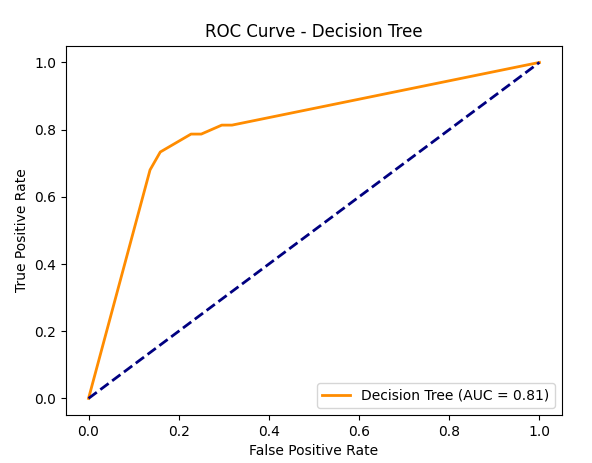 ROC Curve - Decision Tree
1.0
0.8
0.6
0.4
0.2
0.0
True Positive Rate
0.0 0.2 0.4 0.6 0.8 1.0
False Positive Rate
Decision Tree (AUC = 0.81)